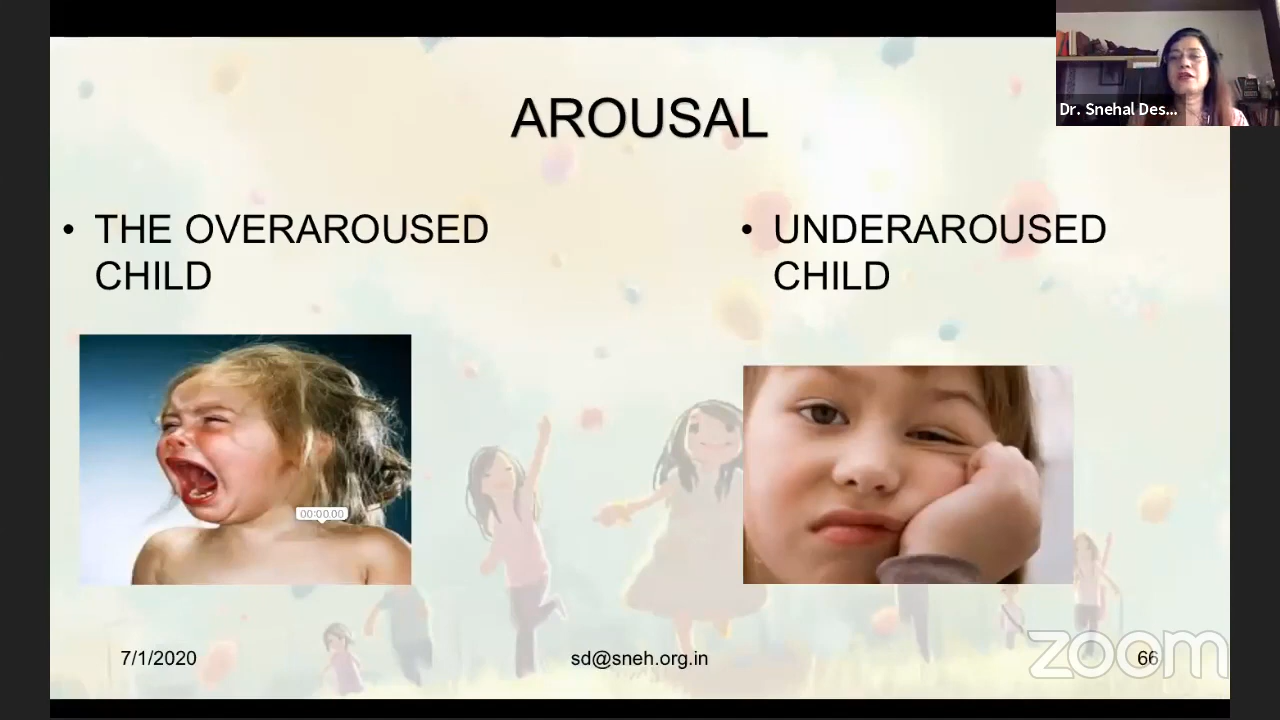 Dr. Snehal Des...
AROUSAL
• THE OVERAROUSED
CHILD
• UNDERAROUSED
CHILD
00:00.00
7/1/2020
sd@sneh.org.in
66
zoom